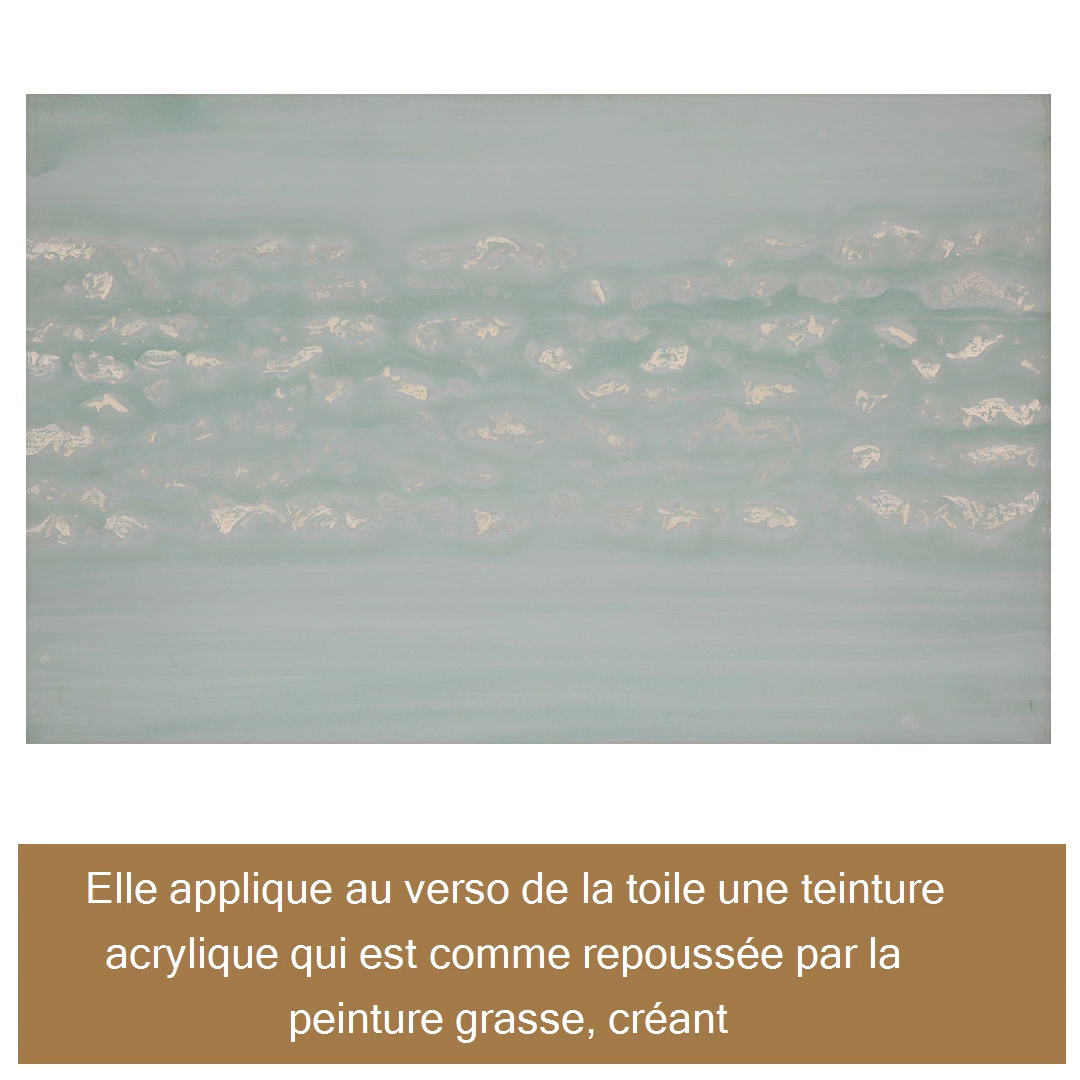 Elle applique au verso de la toile une teinture
acrylique qui est comme repoussée par la
peinture grasse, créant